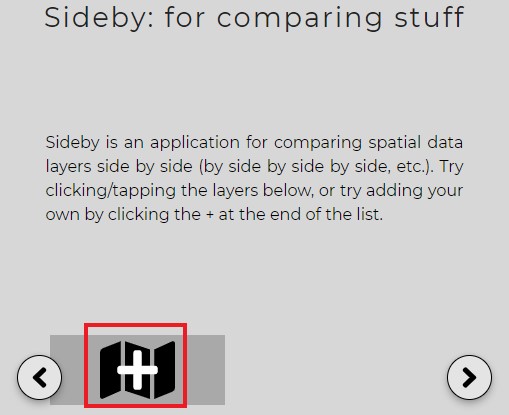 Sideby: for comparing stuff
Sideby is an application for comparing spatial data
layers side by side (by side by side by side, etc.). Try
clicking/tapping the layers below, or try adding your
own by clicking the + at the end of the list.